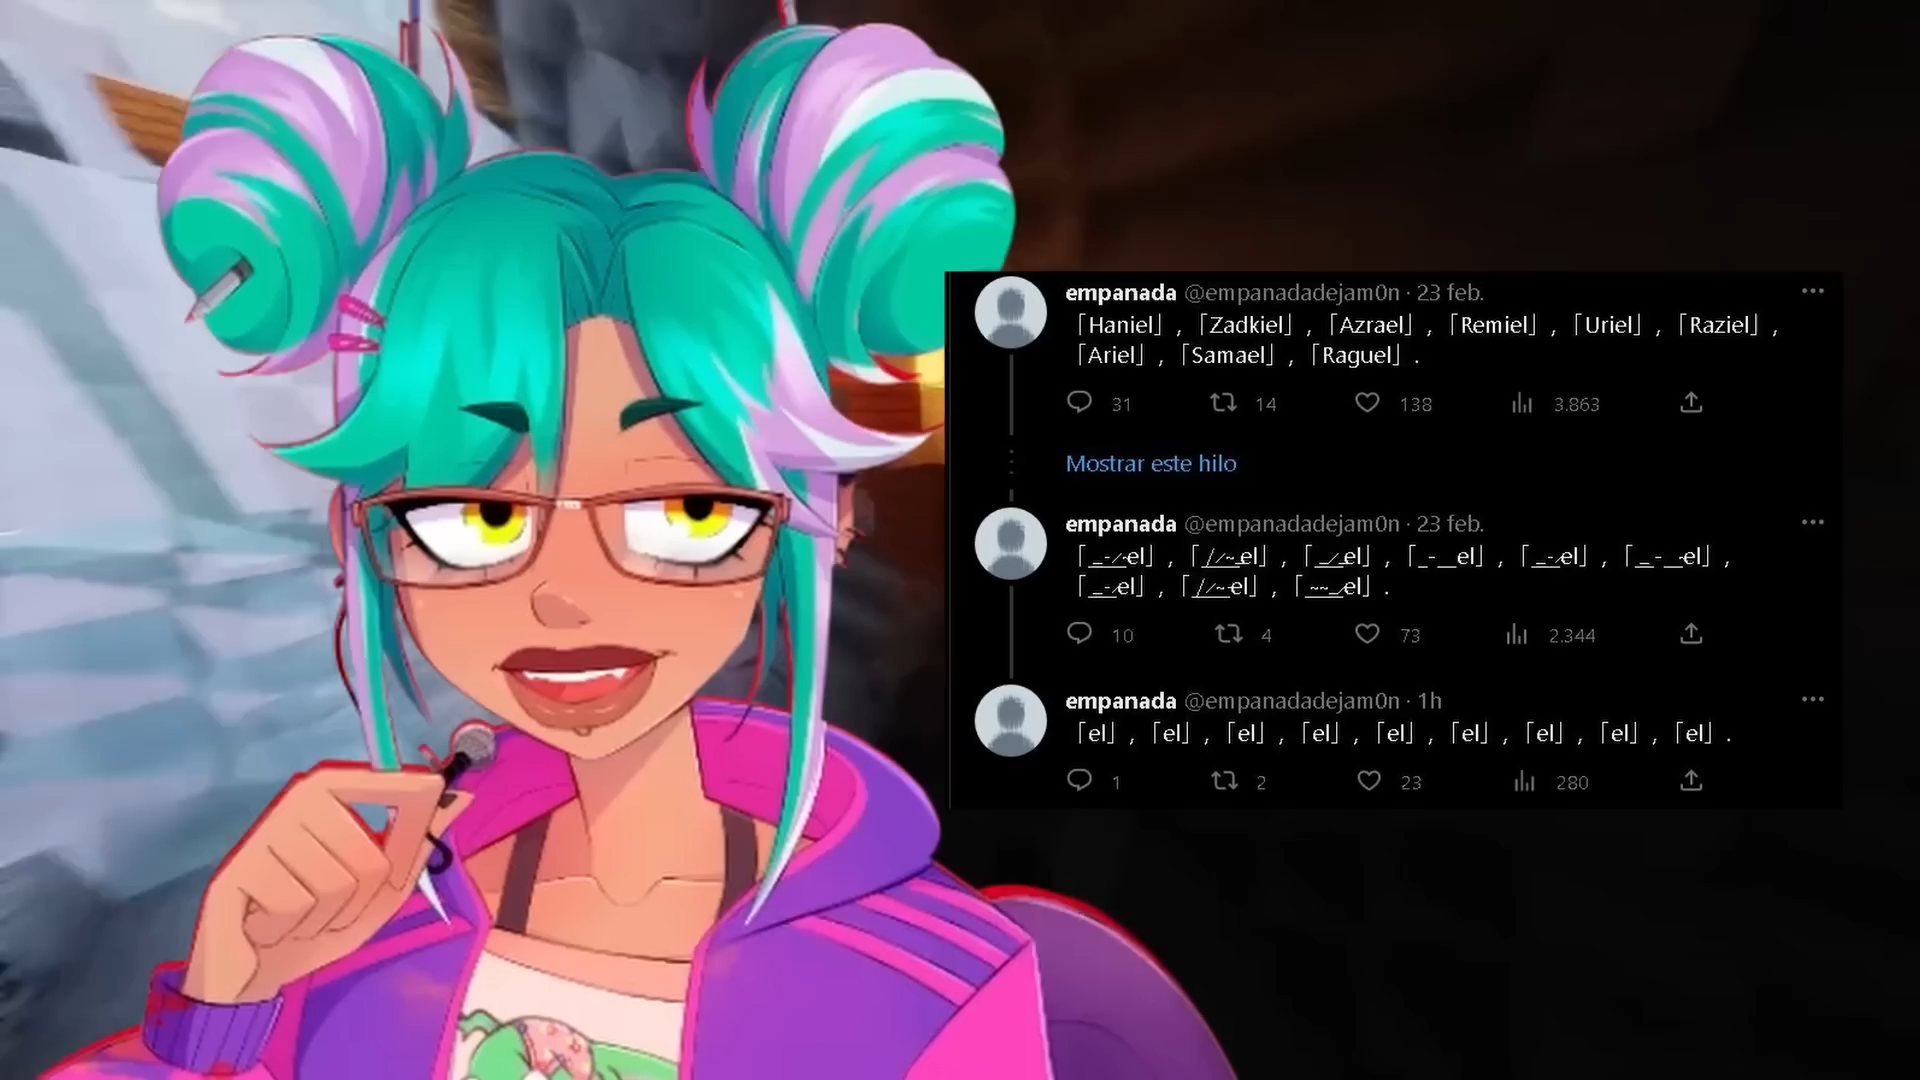 empanada @empanadadejam0n · 23 feb.
「Haniel」,「Zadkiel」,「Azrael」,「Remiel」,「Uriel」,「Raziel」,
「Ariel」,「Samael」,「Raguel」.
31 14 138 3.863
Mostrar este hilo
empanada @empanadadejam0n · 23 feb.
10 4 73 2.344
empanada @empanadadejam0n · 1h
「el」,「el」,「el」,「el」,「el」,「el」,「el」,「el」,「el」.
1 2 23 280